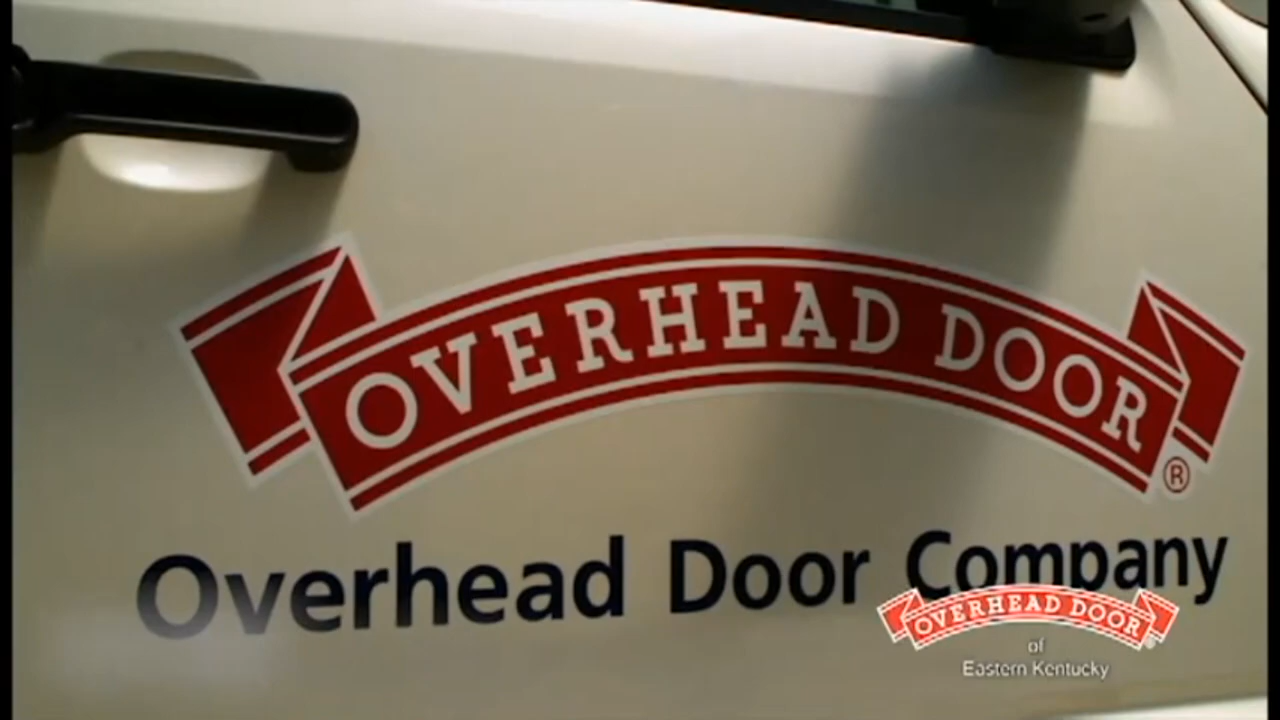 OVERHEAD DOOR
®
Overhead Door Company
OVERHEAD DOOR®
of
Eastern Kentucky